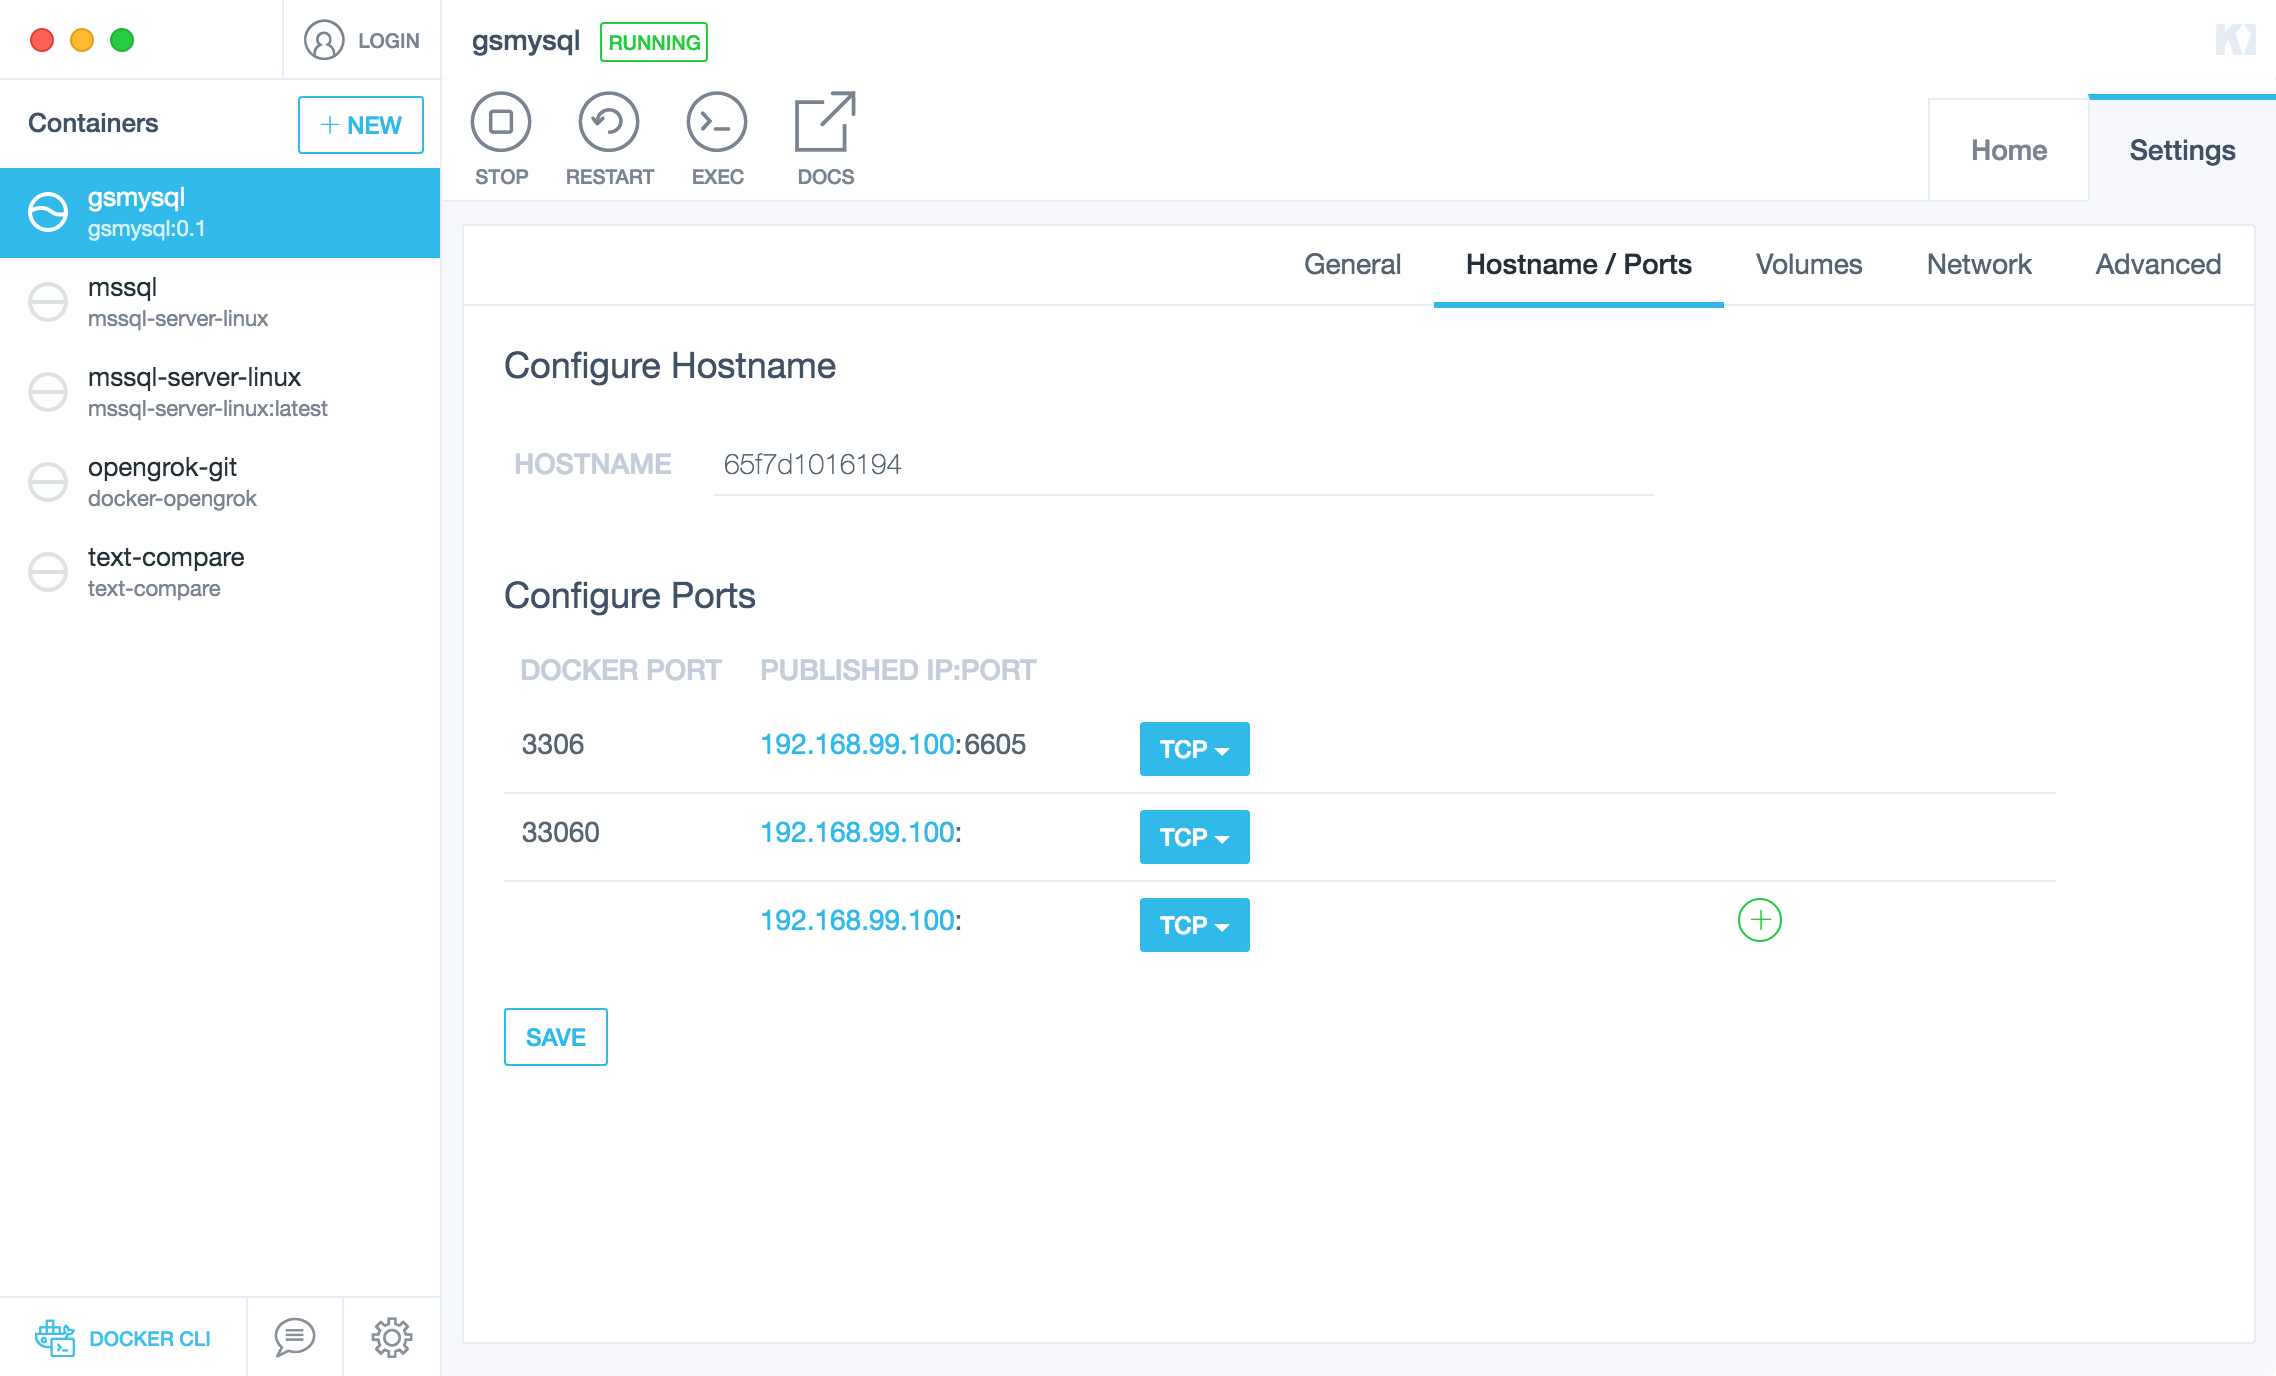 LOGIN
gsmysql RUNNING
Containers
+ NEW
STOP RESTART EXEC DOCS
Home Settings
gsmysql
gsmysql:0.1
mssql
mssql-server-linux
mssql-server-linux
mssql-server-linux:latest
opengrok-git
docker-opengrok
text-compare
text-compare
General Hostname / Ports Volumes Network Advanced
Configure Hostname
HOSTNAME 65f7d1016194
Configure Ports
DOCKER PORT PUBLISHED IP:PORT
3306 192.168.99.100:6605 TCP
33060 192.168.99.100: TCP
192.168.99.100: TCP
SAVE
DOCKER CLI